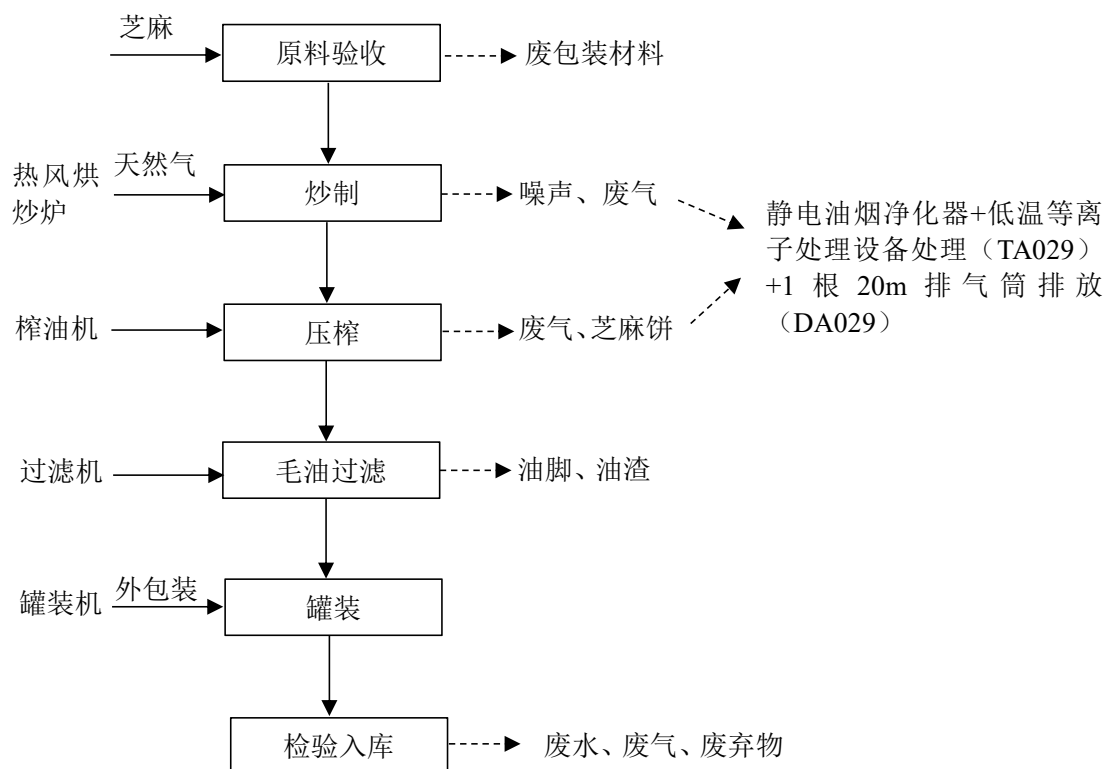 芝麻
原料验收
废包装材料
热风烘
炒炉
天然气
炒制
噪声、废气
静电油烟净化器+低温等离
子处理设备处理（TA029）
+1 根 20m 排气筒排放
（DA029）
榨油机
压榨
废气、芝麻饼
过滤机
毛油过滤
油脚、油渣
罐装机
外包装
罐装
检验入库
废水、废气、废弃物